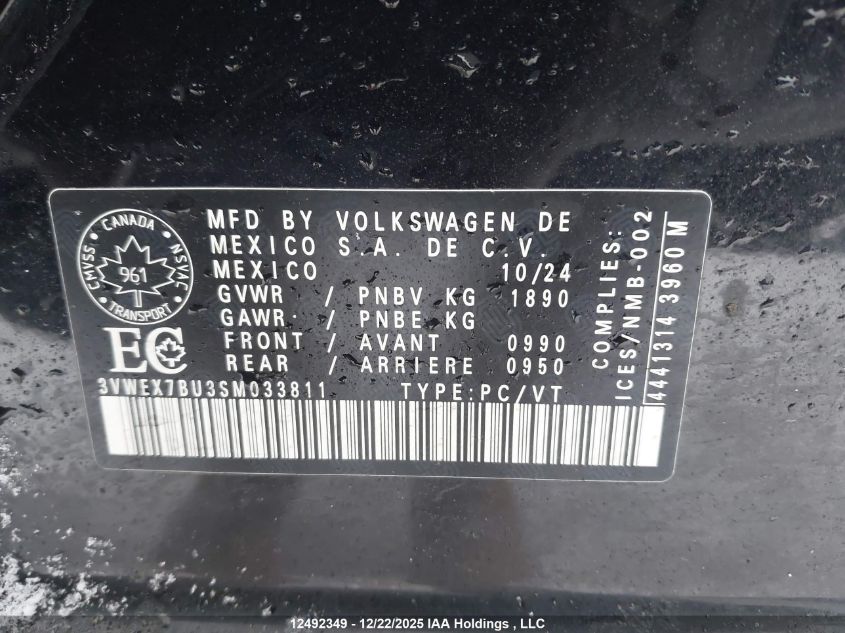 CMVSS · CANADA · NSVAC
961
TRANSPORT
EC
MFD BY VOLKSWAGEN DE
MEXICO S.A. DE C.V.
MEXICO 10/24
GVWR / PNBV KG 1890
GAWR / PNBE KG
FRONT / AVANT 0990
REAR / ARRIERE 0950
3VWEX7BU3SM033811 TYPE:PC/VT
COMPLIES:
ICES/NMB-002
44413143960 M
12492349 - 12/22/2025 IAA Holdings , LLC